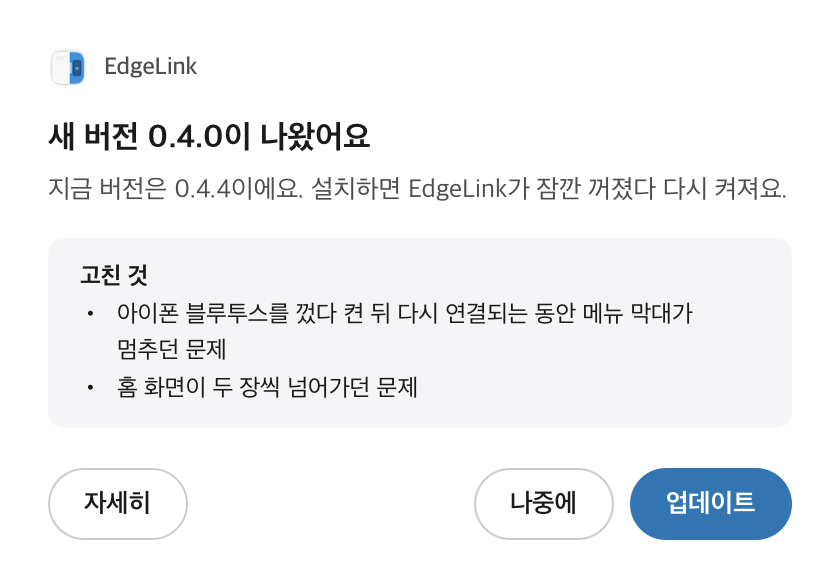 EdgeLink
새 버전 0.4.0이 나왔어요
지금 버전은 0.4.4이에요. 설치하면 EdgeLink가 잠깐 꺼졌다 다시 켜져요.
고친 것
• 아이폰 블루투스를 껐다 켠 뒤 다시 연결되는 동안 메뉴 막대가
멈추던 문제
• 홈 화면이 두 장씩 넘어가던 문제
자세히
나중에
업데이트